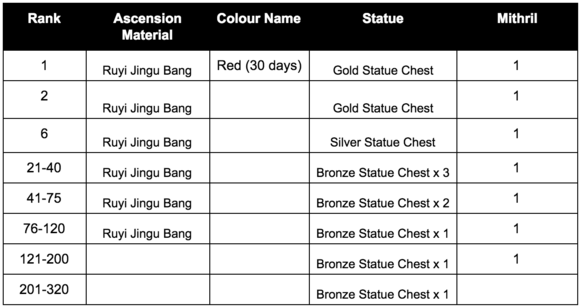 Rank Ascension Material Colour Name Statue Mithril
1 Ruyi Jingu Bang Red (30 days) Gold Statue Chest 1
2 Ruyi Jingu Bang Gold Statue Chest 1
6 Ruyi Jingu Bang Silver Statue Chest 1
21-40 Ruyi Jingu Bang Bronze Statue Chest x 3 1
41-75 Ruyi Jingu Bang Bronze Statue Chest x 2 1
76-120 Ruyi Jingu Bang Bronze Statue Chest x 1 1
121-200 Bronze Statue Chest x 1 1
201-320 Bronze Statue Chest x 1